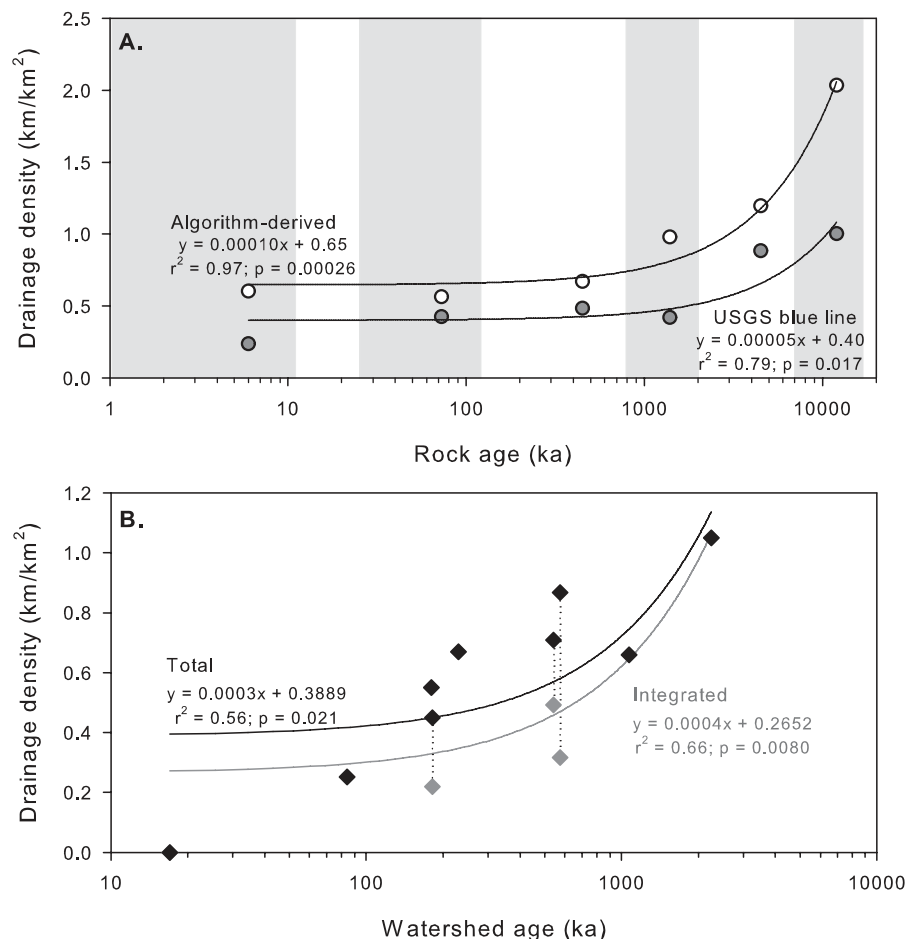 A.
2.5
2.0
1.5
1.0
0.5
0.0
Drainage density (km/km²)
Algorithm-derived
y = 0.00010x + 0.65
r² = 0.97; p = 0.00026
USGS blue line
y = 0.00005x + 0.40
r² = 0.79; p = 0.017
1 10 100 1000 10000
Rock age (ka)
B.
1.2
1.0
0.8
0.6
0.4
0.2
0.0
Drainage density (km/km²)
Total
y = 0.0003x + 0.3889
r² = 0.56; p = 0.021
Integrated
y = 0.0004x + 0.2652
r² = 0.66; p = 0.0080
10 100 1000 10000
Watershed age (ka)